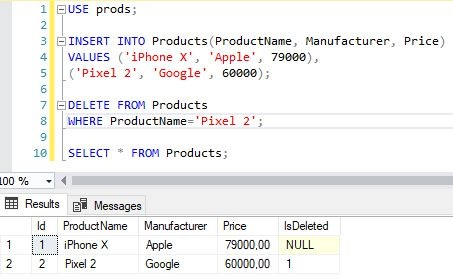 1 USE prods;
2
3 INSERT INTO Products(ProductName, Manufacturer, Price)
4 VALUES ('iPhone X', 'Apple', 79000),
5 ('Pixel 2', 'Google', 60000);
6
7 DELETE FROM Products
8 WHERE ProductName='Pixel 2';
9
10 SELECT * FROM Products;
100 %
Results Messages
Id ProductName Manufacturer Price IsDeleted
1 1 iPhone X Apple 79000,00 NULL
2 2 Pixel 2 Google 60000,00 1